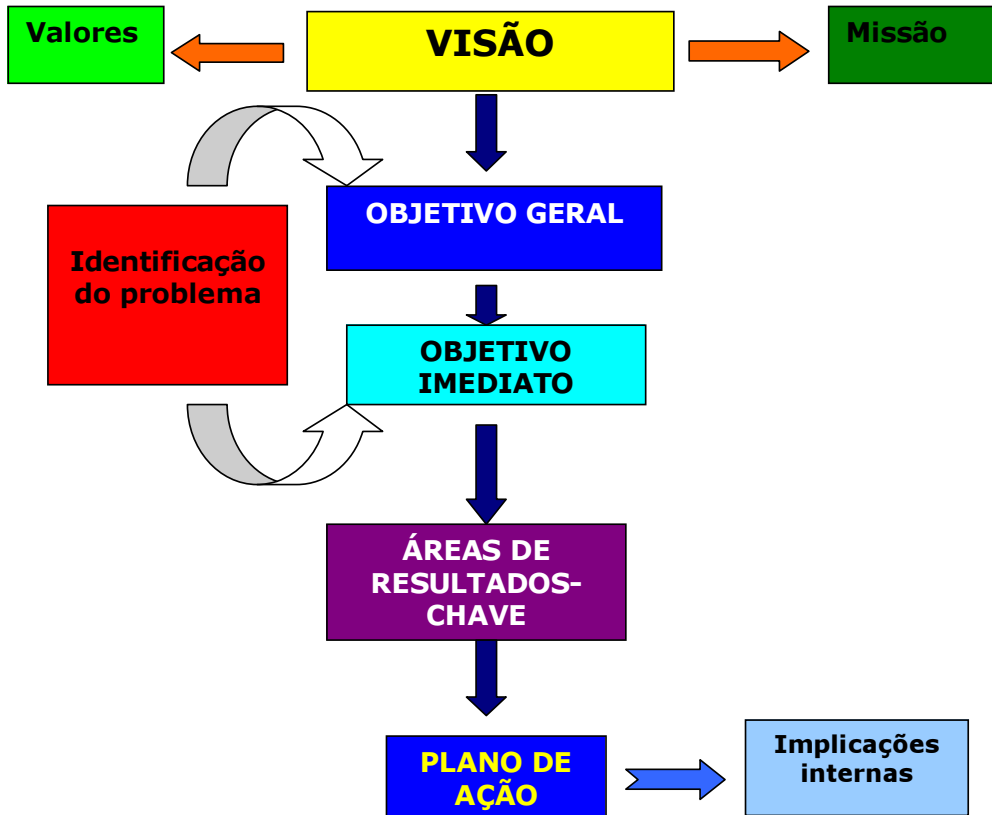 Valores
VISÃO
Missão
OBJETIVO GERAL
Identificação
do problema
OBJETIVO
IMEDIATO
ÁREAS DE
RESULTADOS-
CHAVE
PLANO DE
AÇÃO
Implicações
internas